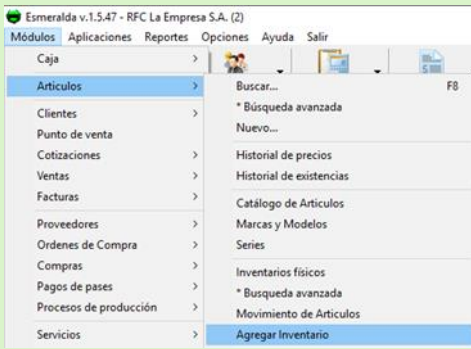 Esmeralda v.1.5.47 - RFC La Empresa S.A. (2)
Módulos Aplicaciones Reportes Opciones Ayuda Salir
Caja
Articulos
Clientes
Punto de venta
Cotizaciones
Ventas
Facturas
Proveedores
Ordenes de Compra
Compras
Pagos de pases
Procesos de producción
Servicios
Buscar... F8
* Búsqueda avanzada
Nuevo...
Historial de precios
Historial de existencias
Catálogo de Articulos
Marcas y Modelos
Series
Inventarios físicos
* Busqueda avanzada
Movimiento de Articulos
Agregar Inventario